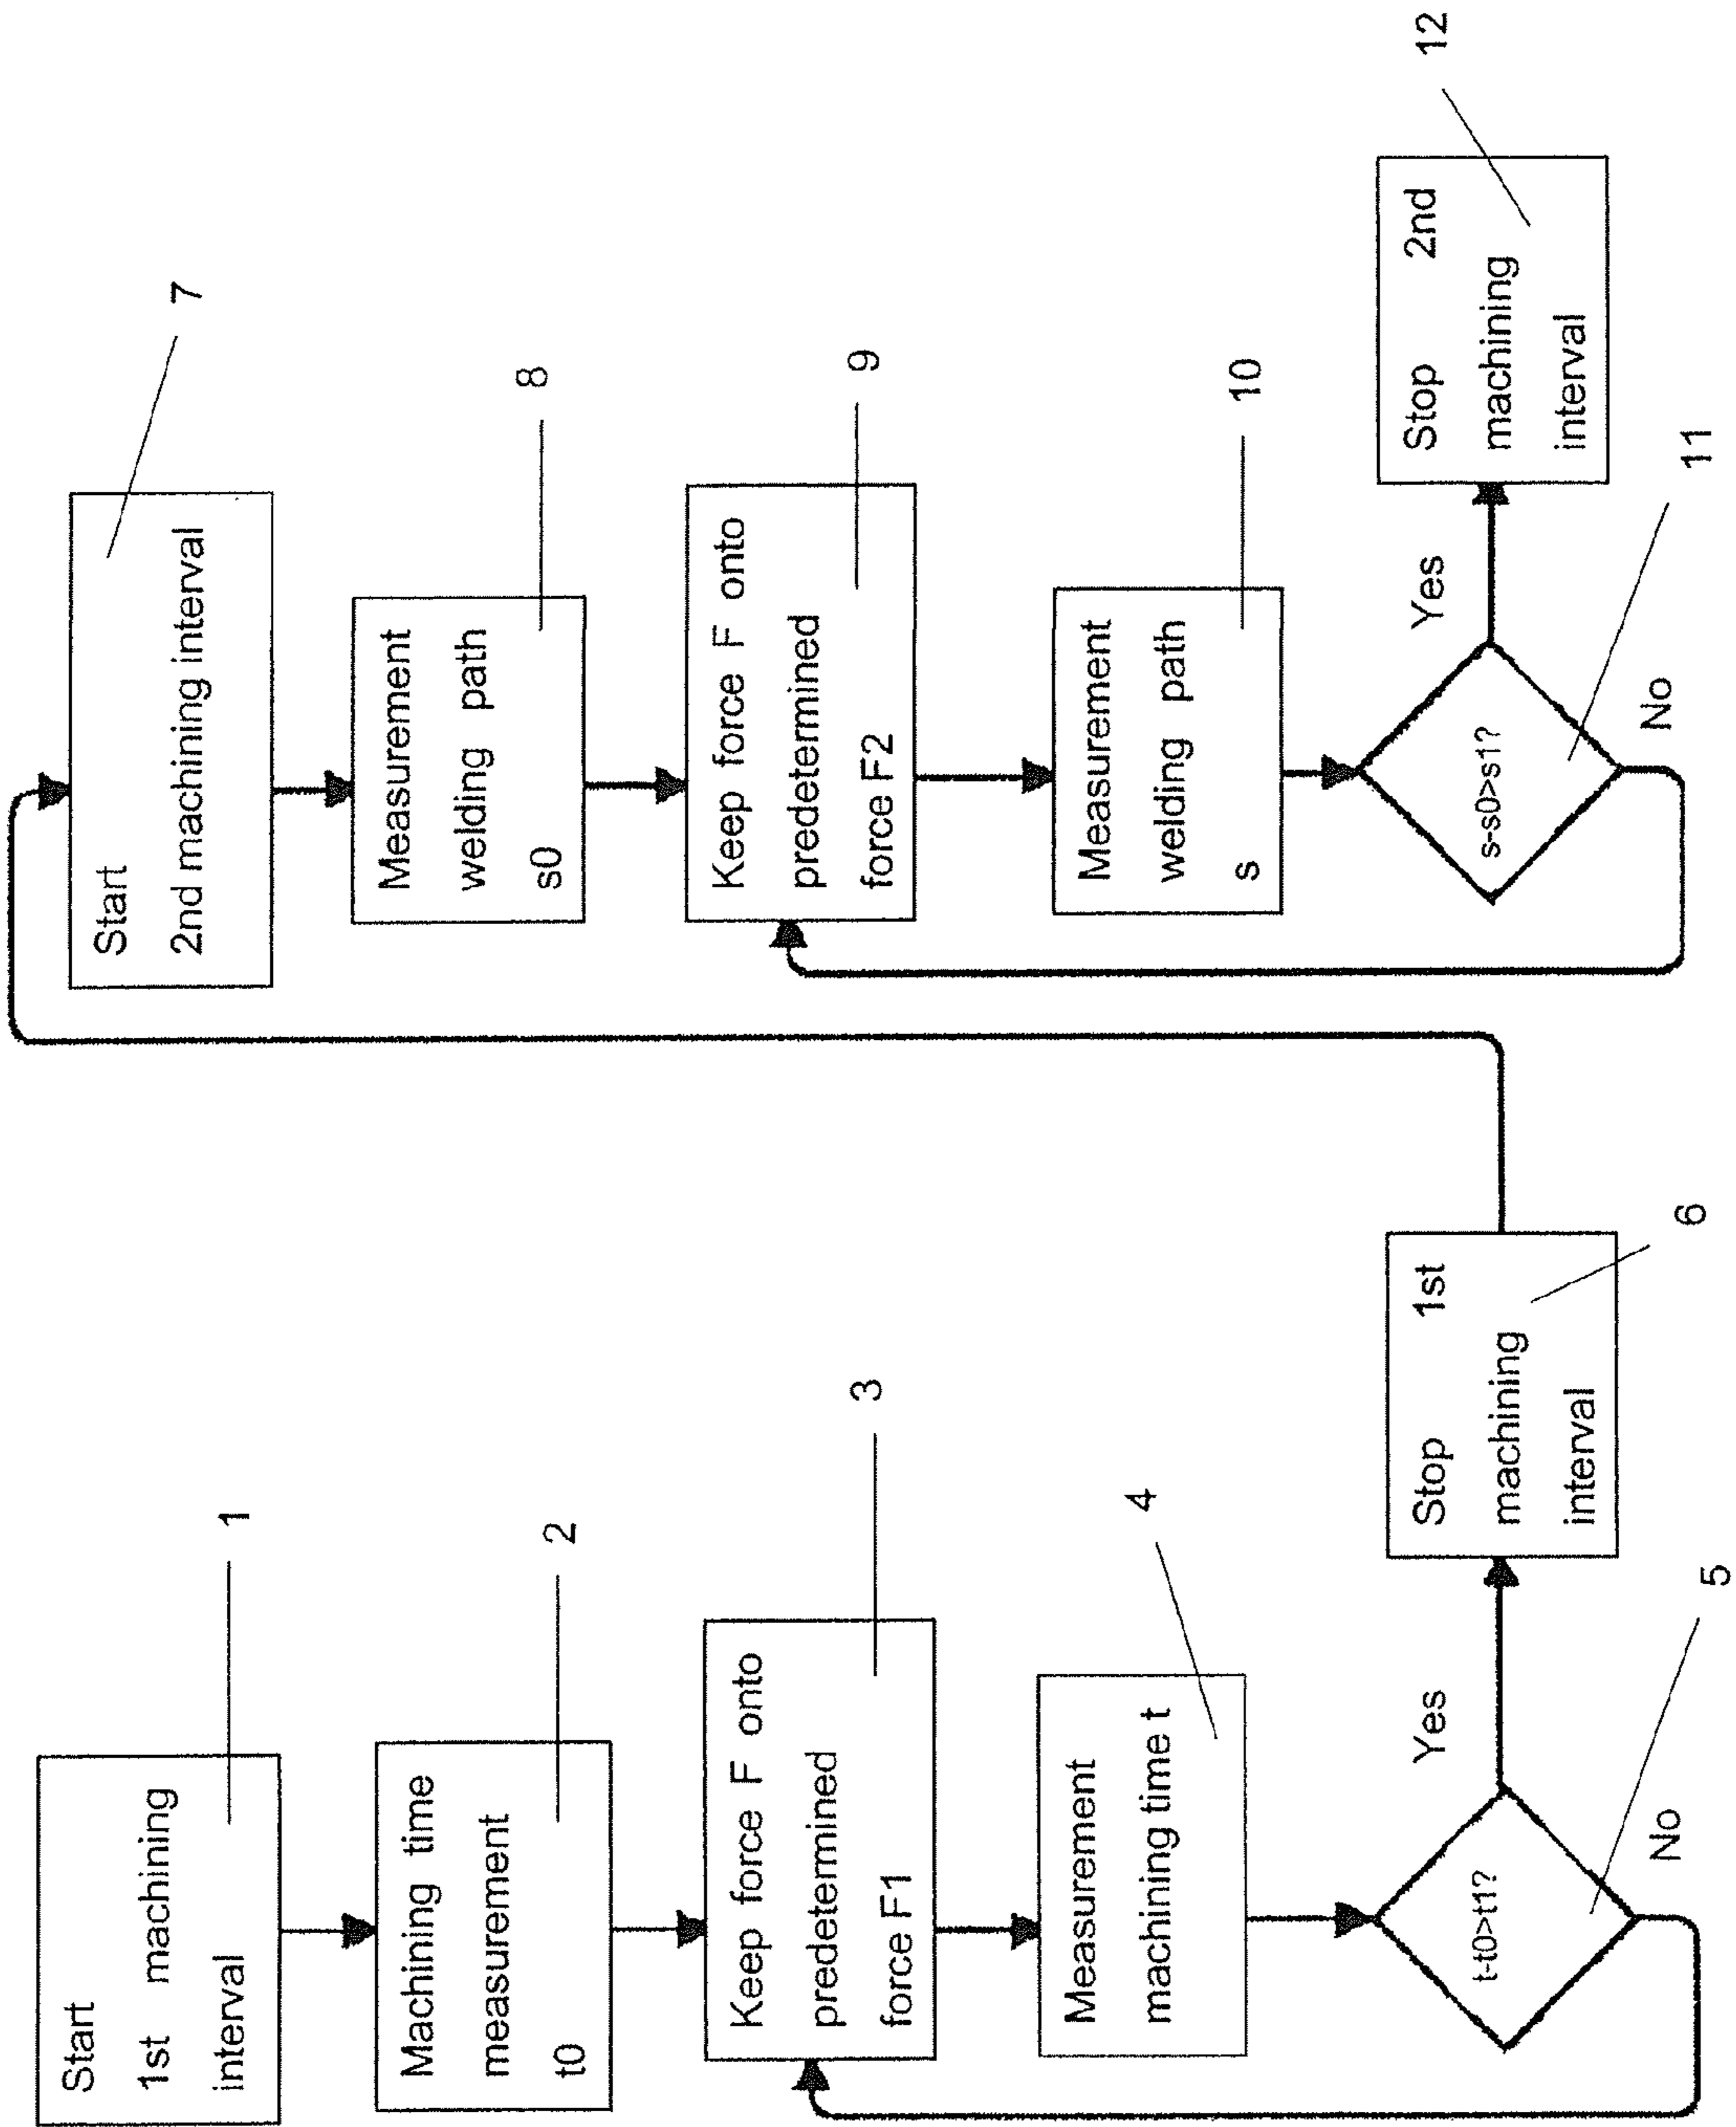 Start
1st machining
interval
1
Machining time
measurement
t0
2
Keep force F onto
predetermined
force F1
3
Measurement
machining time t
4
t-t0>t1?
5
Yes
No
Stop 1st
machining
interval
6
Start
2nd machining interval
7
Measurement
welding path
s0
8
Keep force F onto
predetermined
force F2
9
Measurement
welding path
s
10
s-s0>s1?
11
Yes
No
Stop 2nd
machining
interval
12